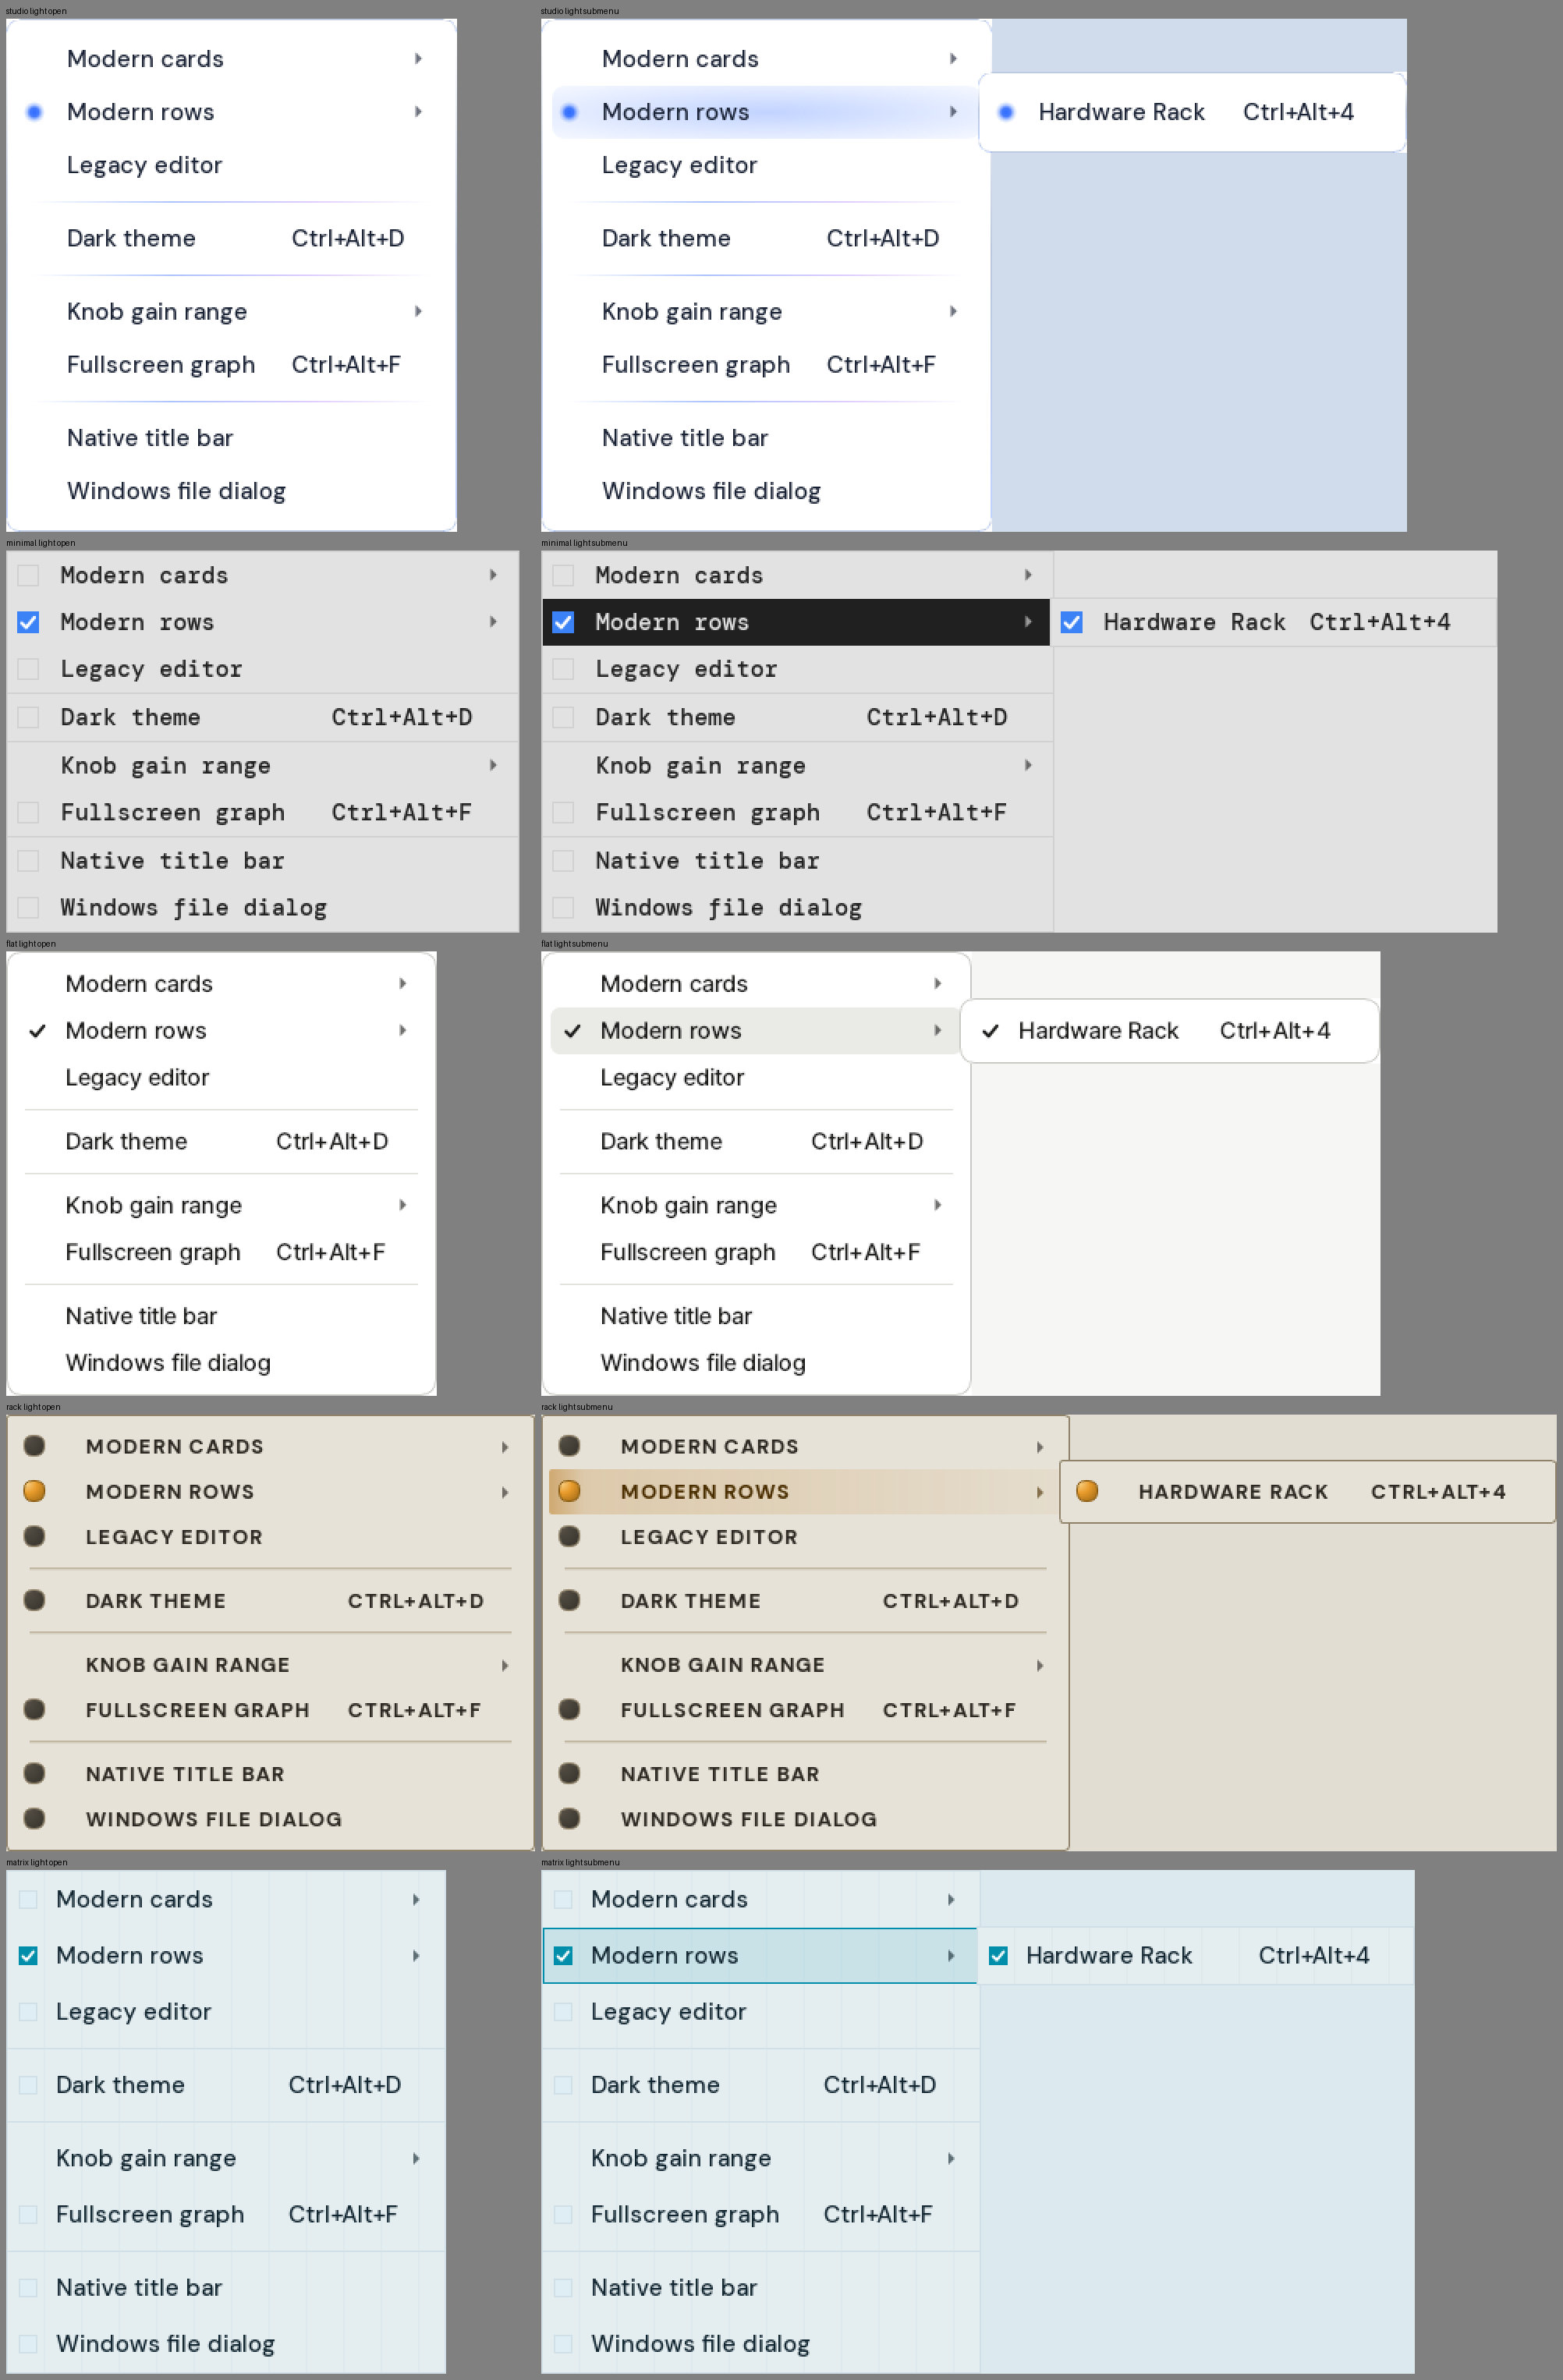 studio light open
Modern cards
Modern rows
Legacy editor
Dark theme Ctrl+Alt+D
Knob gain range
Fullscreen graph Ctrl+Alt+F
Native title bar
Windows file dialog
studio light submenu
Modern cards
Modern rows
Hardware Rack Ctrl+Alt+4
Legacy editor
Dark theme Ctrl+Alt+D
Knob gain range
Fullscreen graph Ctrl+Alt+F
Native title bar
Windows file dialog
minimal light open
Modern cards
Modern rows
Legacy editor
Dark theme Ctrl+Alt+D
Knob gain range
Fullscreen graph Ctrl+Alt+F
Native title bar
Windows file dialog
minimal light submenu
Modern cards
Modern rows
Hardware Rack Ctrl+Alt+4
Legacy editor
Dark theme Ctrl+Alt+D
Knob gain range
Fullscreen graph Ctrl+Alt+F
Native title bar
Windows file dialog
flat light open
Modern cards
Modern rows
Legacy editor
Dark theme Ctrl+Alt+D
Knob gain range
Fullscreen graph Ctrl+Alt+F
Native title bar
Windows file dialog
flat light submenu
Modern cards
Modern rows
Hardware Rack Ctrl+Alt+4
Legacy editor
Dark theme Ctrl+Alt+D
Knob gain range
Fullscreen graph Ctrl+Alt+F
Native title bar
Windows file dialog
rack light open
MODERN CARDS
MODERN ROWS
LEGACY EDITOR
DARK THEME CTRL+ALT+D
KNOB GAIN RANGE
FULLSCREEN GRAPH CTRL+ALT+F
NATIVE TITLE BAR
WINDOWS FILE DIALOG
rack light submenu
MODERN CARDS
MODERN ROWS
HARDWARE RACK CTRL+ALT+4
LEGACY EDITOR
DARK THEME CTRL+ALT+D
KNOB GAIN RANGE
FULLSCREEN GRAPH CTRL+ALT+F
NATIVE TITLE BAR
WINDOWS FILE DIALOG
matrix light open
Modern cards
Modern rows
Legacy editor
Dark theme Ctrl+Alt+D
Knob gain range
Fullscreen graph Ctrl+Alt+F
Native title bar
Windows file dialog
matrix light submenu
Modern cards
Modern rows
Hardware Rack Ctrl+Alt+4
Legacy editor
Dark theme Ctrl+Alt+D
Knob gain range
Fullscreen graph Ctrl+Alt+F
Native title bar
Windows file dialog